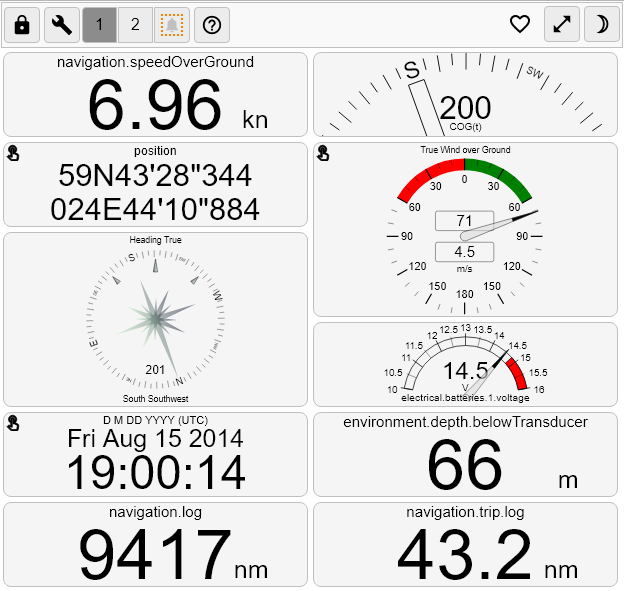 1 2
navigation.speedOverGround
6.96 kn
S SW
200
COG(t)
position
59N43'28"344
024E44'10"884
True Wind over Ground
0
30 30
60 60
71
90 90
4.5
m/s
120 120
150 150
180
Heading True
S
W
E
201
N
South Southwest
10 10.5 11 11.5 12 12.5 13 13.5 14 14.5 15 15.5 16
14.5
V
electrical.batteries.1.voltage
D M DD YYYY (UTC)
Fri Aug 15 2014
19:00:14
environment.depth.belowTransducer
66 m
navigation.log
9417 nm
navigation.trip.log
43.2 nm